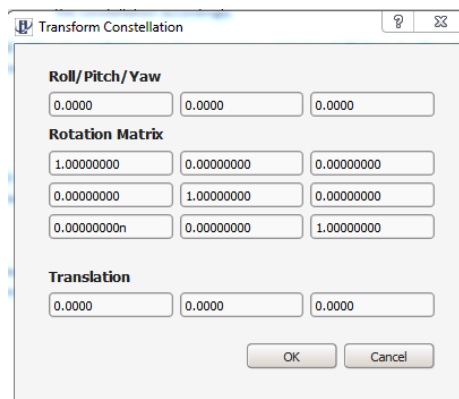 Transform Constellation
Roll/Pitch/Yaw
0.0000 0.0000 0.0000
Rotation Matrix
1.00000000 0.00000000 0.00000000
0.00000000 1.00000000 0.00000000
0.00000000n 0.00000000 1.00000000
Translation
0.0000 0.0000 0.0000
OK Cancel